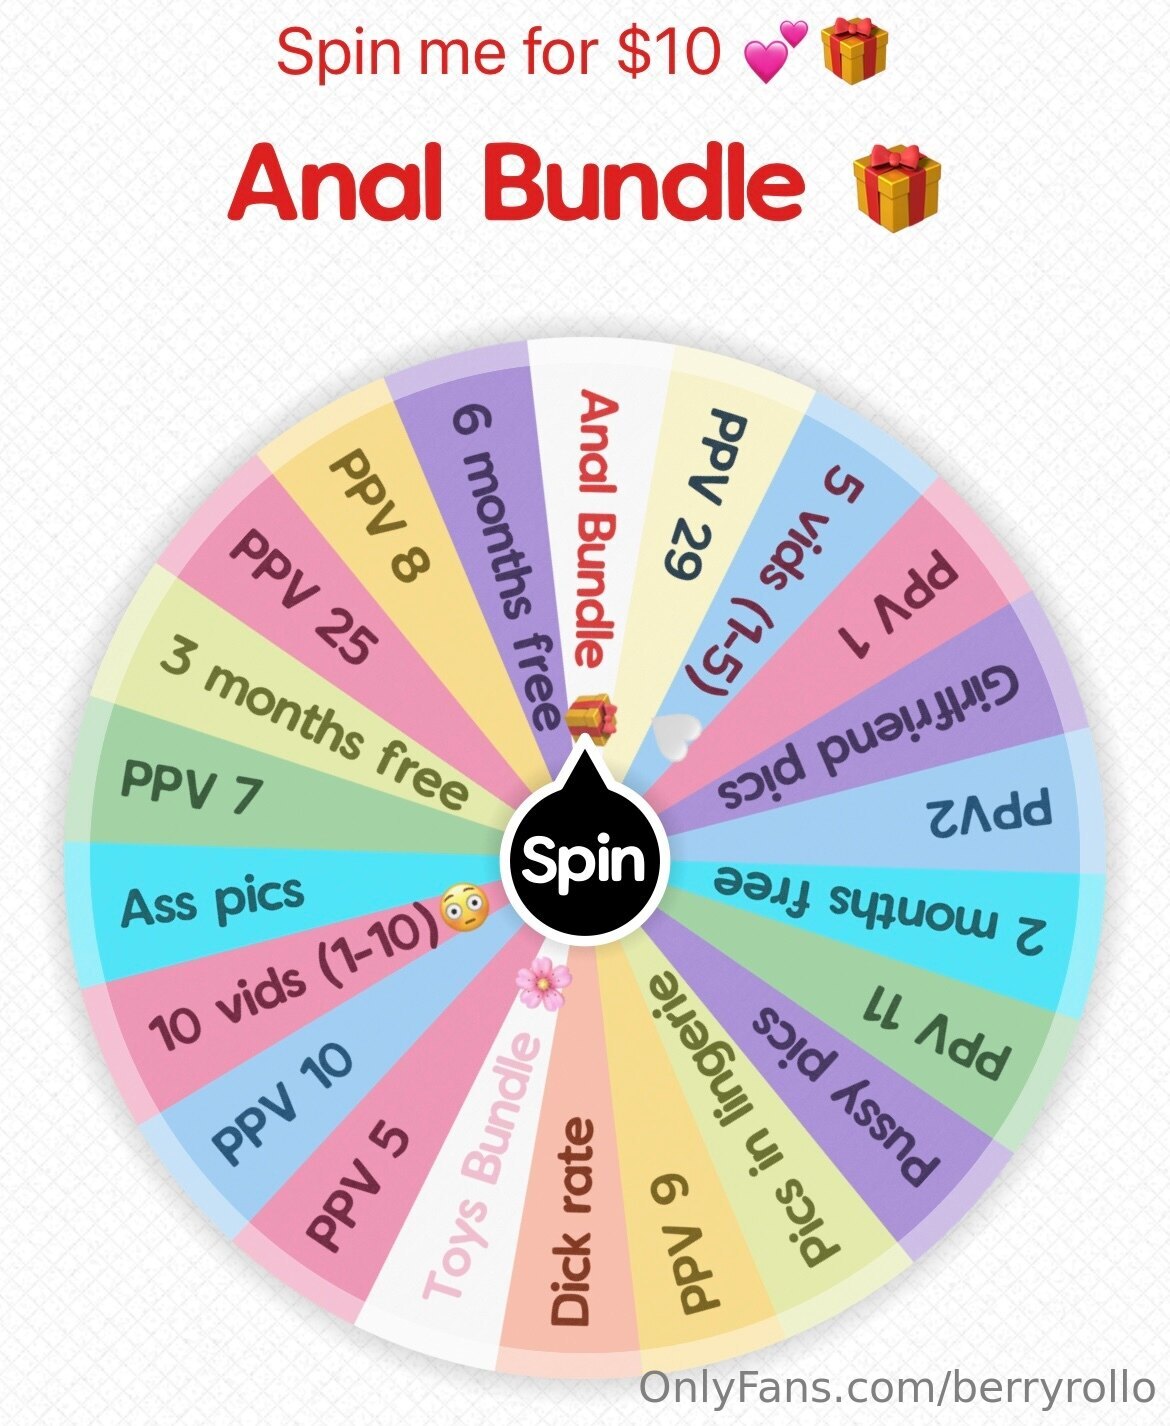 Spin me for $10 💕 🎁
Anal Bundle 🎁
Anal Bundle 🎁
PPV 29
5 vids (1-5) 🤍
PPV 1
Girlfriend pics
PPV2
2 months free
PPV 11
Pussy pics
Pics in lingerie
PPV 9
Dick rate
Toys Bundle 🌸
PPV 5
PPV 10
10 vids (1-10)😳
Ass pics
PPV 7
3 months free
PPV 25
PPV 8
6 months free
Spin
OnlyFans.com/berryrollo